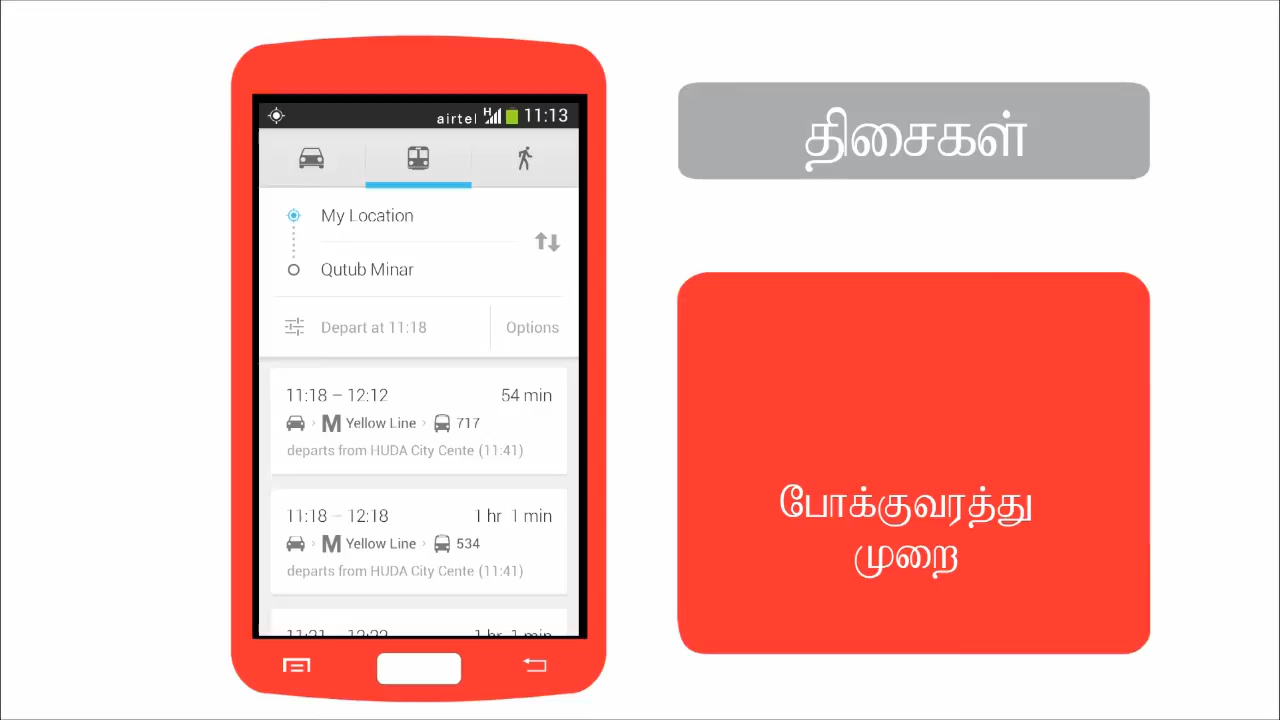 airtel H 11:13
My Location
Qutub Minar
Depart at 11:18 Options
11:18 – 12:12 54 min
M Yellow Line › 717
departs from HUDA City Cente (11:41)
11:18 – 12:18 1 hr 1 min
M Yellow Line › 534
departs from HUDA City Cente (11:41)
திசைகள்
போக்குவரத்து
முறை